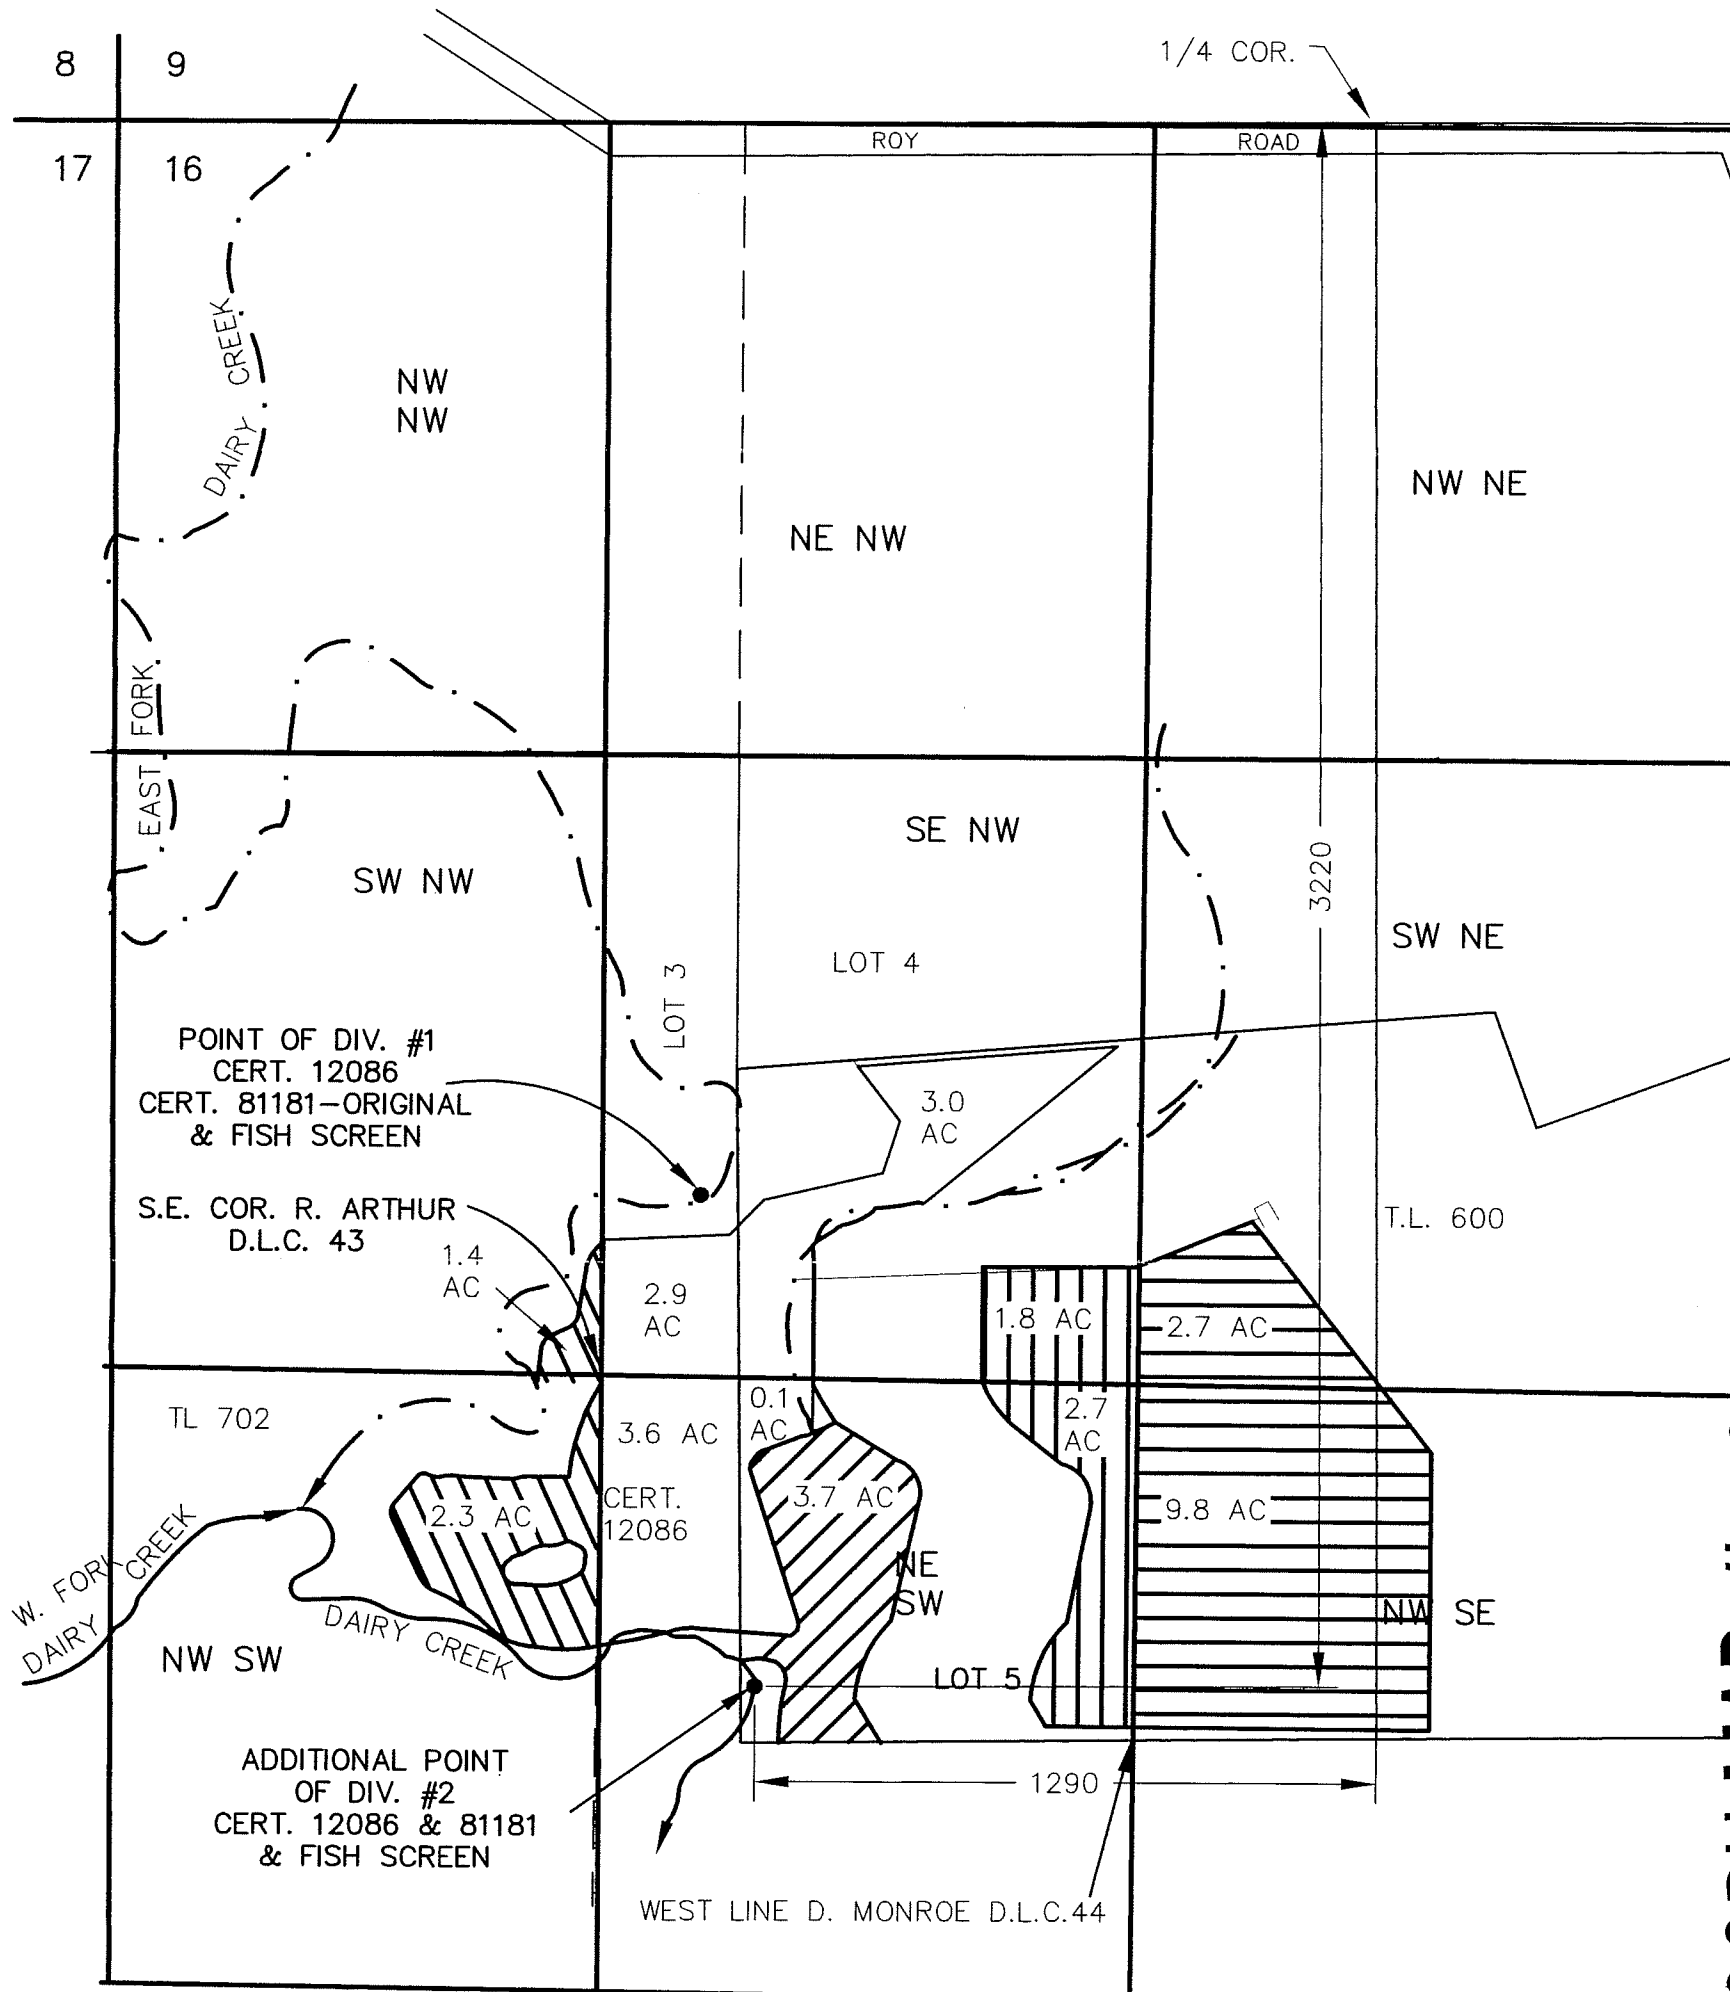 8
9
1/4 COR.
17
16
ROY
ROAD
DAIRY CREEK
NW
NW
NE NW
NW NE
EAST FORK
SW NW
SE NW
3220
SW NE
LOT 3
LOT 4
POINT OF DIV. #1
CERT. 12086
CERT. 81181-ORIGINAL
& FISH SCREEN
3.0
AC
S.E. COR. R. ARTHUR
D.L.C. 43
T.L. 600
1.4
AC
2.9
AC
1.8 AC
2.7 AC
TL 702
3.6 AC
0.1
AC
2.7
AC
2.3 AC
CERT.
12086
3.7 AC
9.8 AC
W. FORK
DAIRY CREEK
NE
SW
NW SE
DAIRY CREEK
NW SW
LOT 5
ADDITIONAL POINT
OF DIV. #2
CERT. 12086 & 81181
& FISH SCREEN
1290
WEST LINE D. MONROE D.L.C.44